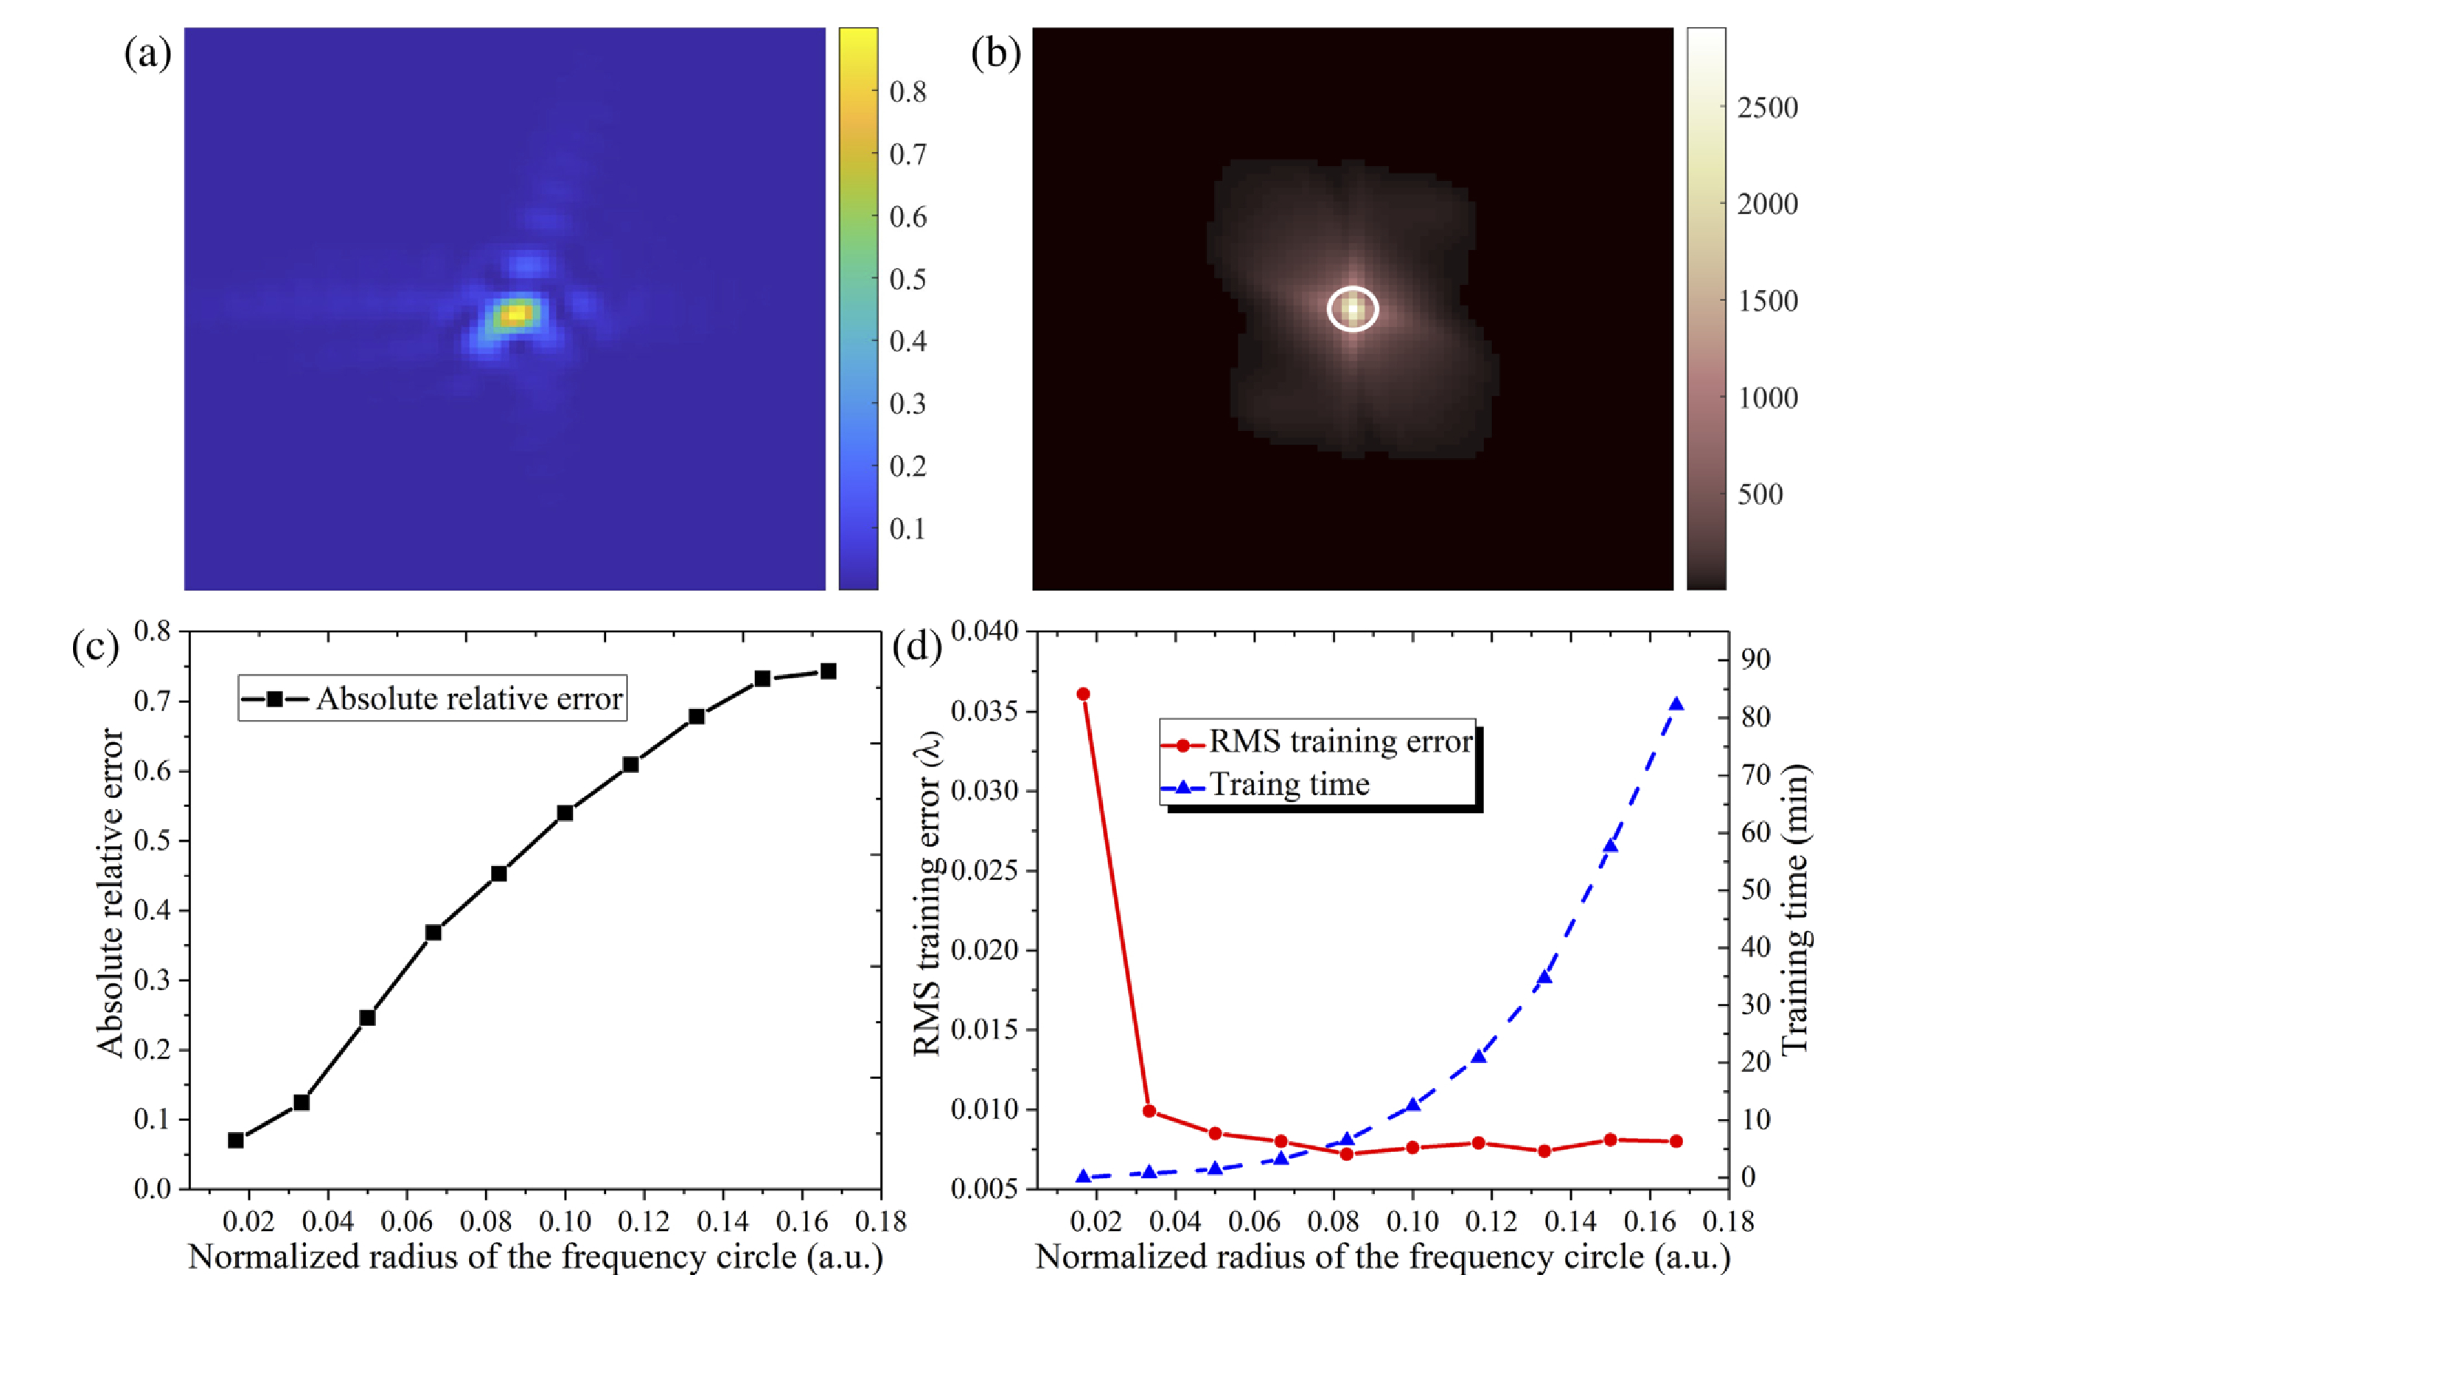 (a)
0.8
0.7
0.6
0.5
0.4
0.3
0.2
0.1
(b)
2500
2000
1500
1000
500
(c)
0.8
0.7
0.6
0.5
0.4
0.3
0.2
0.1
0.0
Absolute relative error
Absolute relative error
0.02 0.04 0.06 0.08 0.10 0.12 0.14 0.16 0.18
Normalized radius of the frequency circle (a.u.)
(d)
0.040
0.035
0.030
0.025
0.020
0.015
0.010
0.005
RMS training error (λ)
RMS training error
Traing time
90
80
70
60
50
40
30
20
10
0
Training time (min)
0.02 0.04 0.06 0.08 0.10 0.12 0.14 0.16 0.18
Normalized radius of the frequency circle (a.u.)